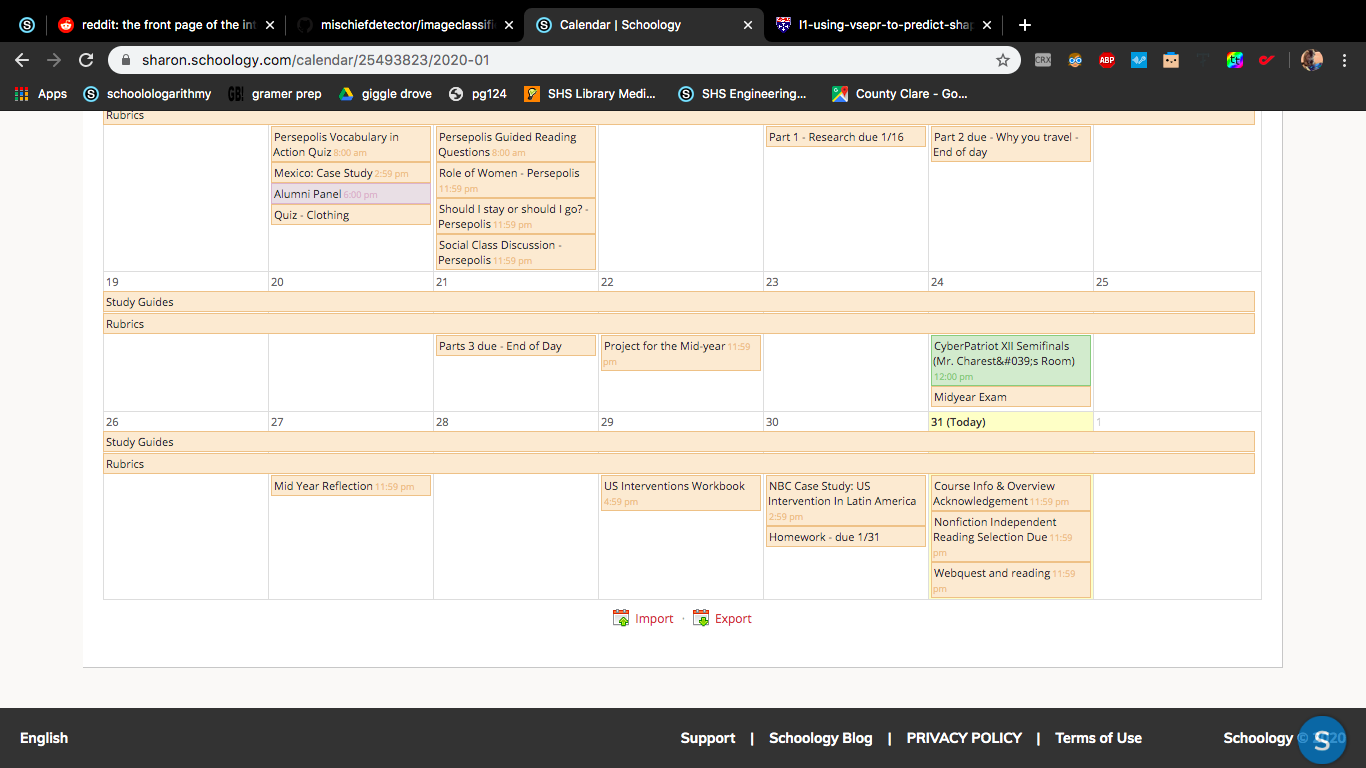 reddit: the front page of the int
mischiefdetector/imageclassifi
Calendar | Schoology
l1-using-vsepr-to-predict-shap
sharon.schoology.com/calendar/25493823/2020-01
CRX
ABP
Apps
schoologarithmy
GB!
gramer prep
giggle drove
pg124
SHS Library Medi...
SHS Engineering...
County Clare - Go...
Rubrics
Persepolis Vocabulary in
Action Quiz 8:00 am
Mexico: Case Study 2:59 pm
Alumni Panel 6:00 pm
Quiz - Clothing
Persepolis Guided Reading
Questions 8:00 am
Role of Women - Persepolis
11:59 pm
Should I stay or should I go? -
Persepolis 11:59 pm
Social Class Discussion -
Persepolis 11:59 pm
Part 1 - Research due 1/16
Part 2 due - Why you travel -
End of day
19 20 21 22 23 24 25
Study Guides
Rubrics
Parts 3 due - End of Day
Project for the Mid-year 11:59
pm
CyberPatriot XII Semifinals
(Mr. Charest&#039;s Room)
12:00 pm
Midyear Exam
26 27 28 29 30 31 (Today) 1
Study Guides
Rubrics
Mid Year Reflection 11:59 pm
US Interventions Workbook
4:59 pm
NBC Case Study: US
Intervention In Latin America
2:59 pm
Homework - due 1/31
Course Info & Overview
Acknowledgement 11:59 pm
Nonfiction Independent
Reading Selection Due 11:59
pm
Webquest and reading 11:59
pm
Import · Export
English
Support | Schoology Blog | PRIVACY POLICY | Terms of Use
Schoology © 2020
S